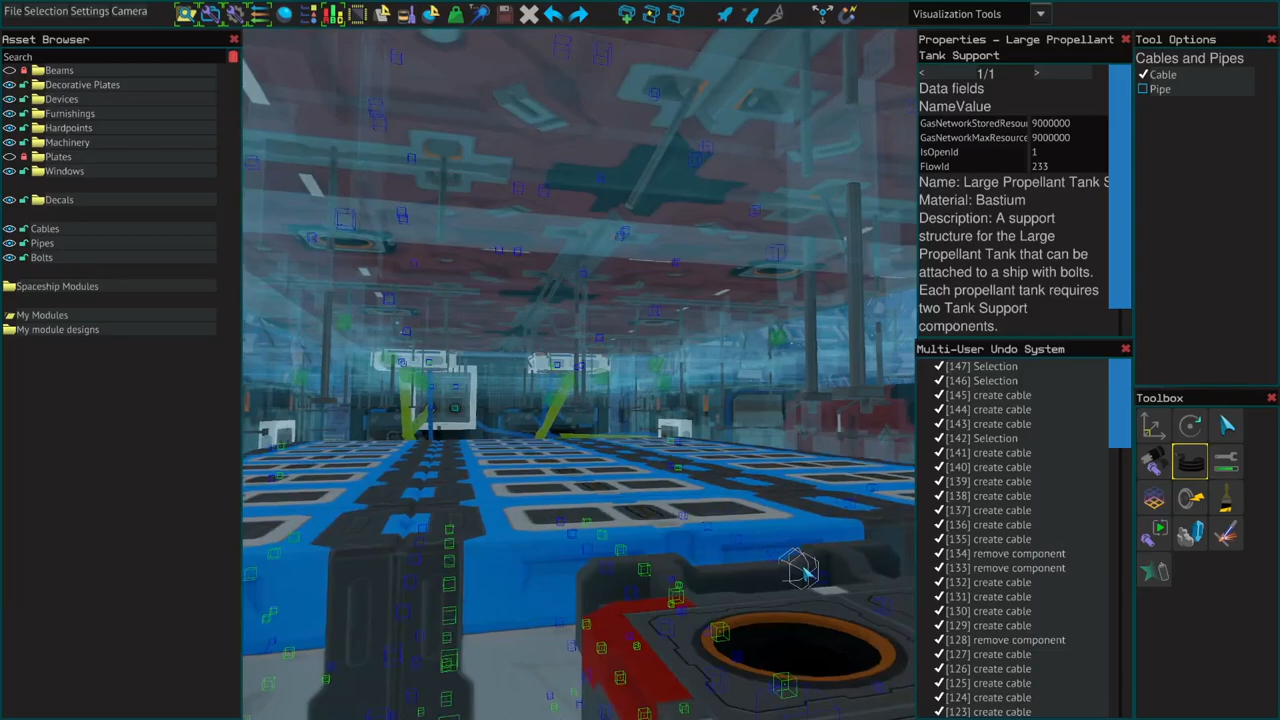 File Selection Settings Camera
Visualization Tools
Asset Browser
Search
Beams
Decorative Plates
Devices
Furnishings
Hardpoints
Machinery
Plates
Windows
Decals
Cables
Pipes
Bolts
Spaceship Modules
My Modules
My module designs
Properties - Large Propellant
Tank Support
< 1/1 >
Data fields
NameValue
GasNetworkStoredResou 9000000
GasNetworkMaxResource 9000000
IsOpenId 1
FlowId 233
Name: Large Propellant Tank S
Material: Bastium
Description: A support
structure for the Large
Propellant Tank that can be
attached to a ship with bolts.
Each propellant tank requires
two Tank Support
components.
Multi-User Undo System
[147] Selection
[146] Selection
[145] create cable
[144] create cable
[143] create cable
[142] Selection
[141] create cable
[140] create cable
[139] create cable
[138] create cable
[137] create cable
[136] create cable
[135] create cable
[134] remove component
[133] remove component
[132] create cable
[131] create cable
[130] create cable
[129] create cable
[128] remove component
[127] create cable
[126] create cable
[125] create cable
[124] create cable
[123] create cable
Tool Options
Cables and Pipes
Cable
Pipe
Toolbox